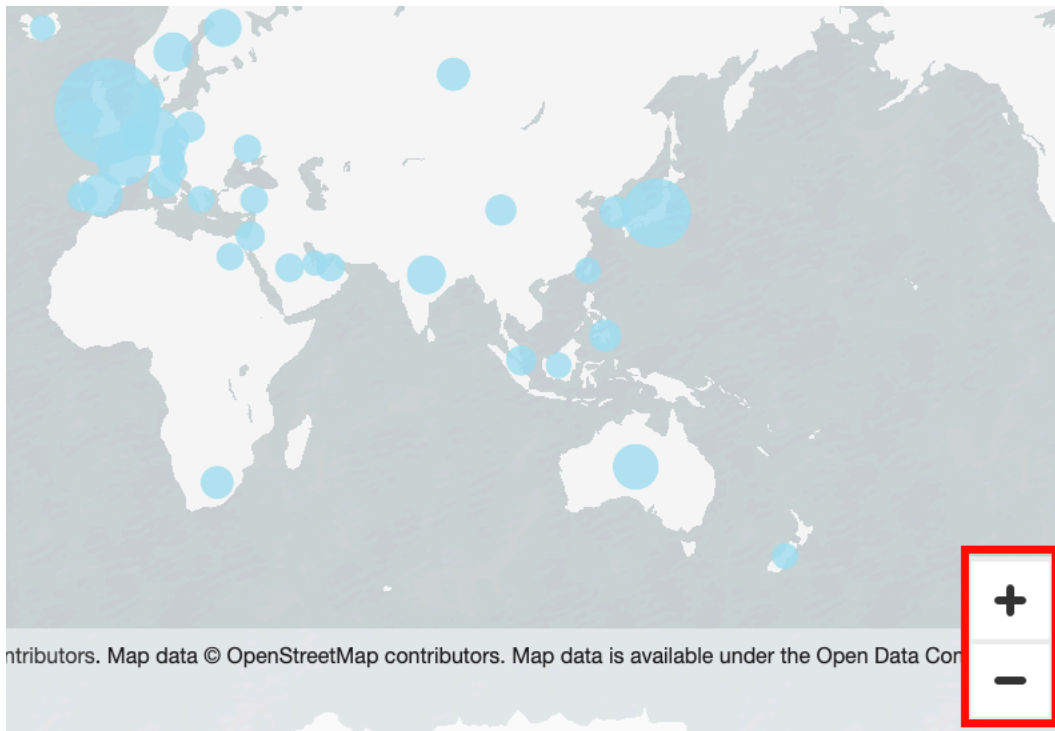 ntributors. Map data © OpenStreetMap contributors. Map data is available under the Open Data Con
+
−